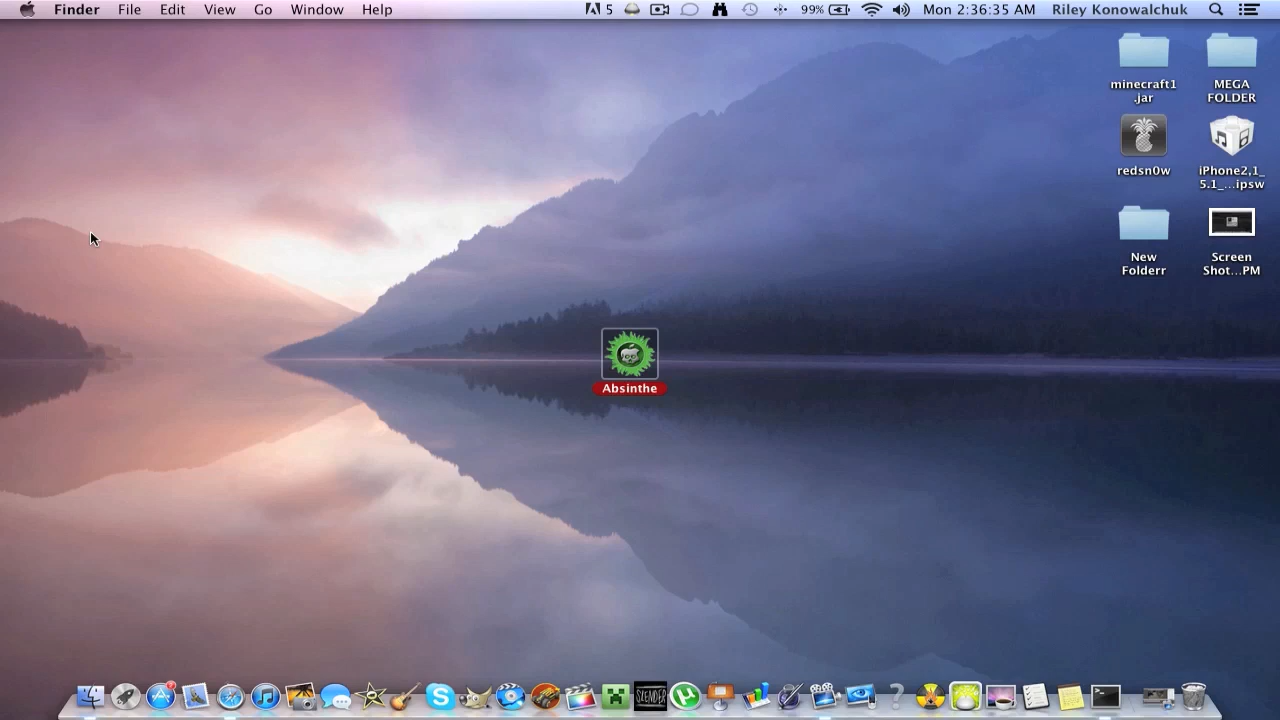 Finder File Edit View Go Window Help 5 99% Mon 2:36:35 AM Riley Konowalchuk
minecraft1
.jar
MEGA
FOLDER
redsn0w
iPhone2,1_
5.1_...ipsw
New
Folderr
Screen
Shot...PM
Absinthe
SLENDER